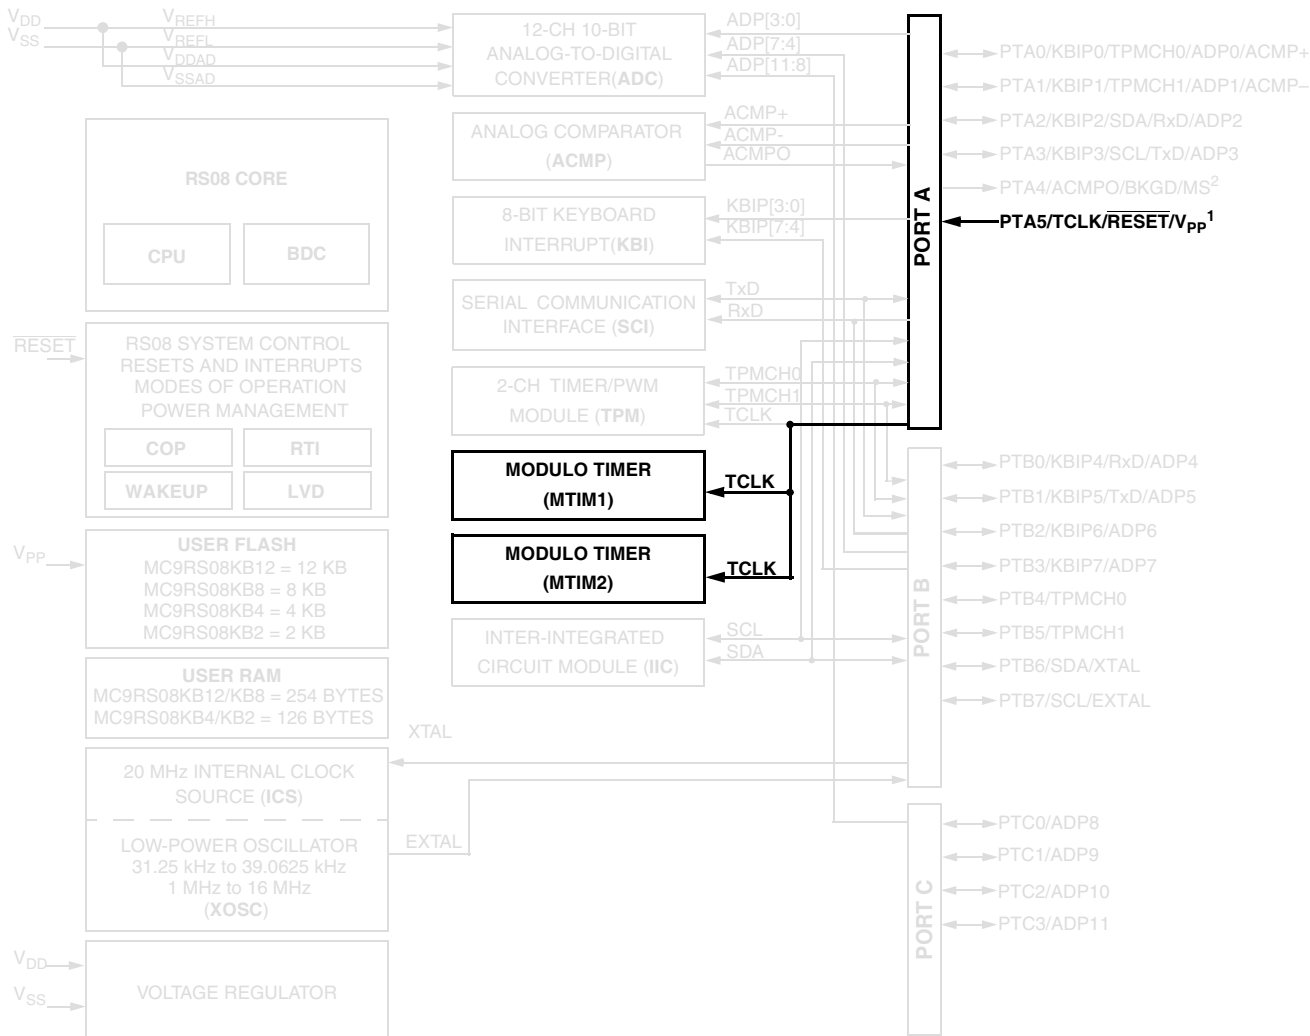 V_DD
V_SS
V_REFH
V_REFL
V_DDAD
V_SSAD
12-CH 10-BIT
ANALOG-TO-DIGITAL
CONVERTER(ADC)
ADP[3:0]
ADP[7:4]
ADP[11:8]
ANALOG COMPARATOR
(ACMP)
ACMP+
ACMP-
ACMPO
8-BIT KEYBOARD
INTERRUPT(KBI)
KBIP[3:0]
KBIP[7:4]
SERIAL COMMUNICATION
INTERFACE (SCI)
TxD
RxD
2-CH TIMER/PWM
MODULE (TPM)
TPMCH0
TPMCH1
TCLK
MODULO TIMER
(MTIM1)
TCLK
MODULO TIMER
(MTIM2)
TCLK
INTER-INTEGRATED
CIRCUIT MODULE (IIC)
SCL
SDA
RS08 CORE
CPU
BDC
RESET
RS08 SYSTEM CONTROL
RESETS AND INTERRUPTS
MODES OF OPERATION
POWER MANAGEMENT
COP
RTI
WAKEUP
LVD
V_PP
USER FLASH
MC9RS08KB12 = 12 KB
MC9RS08KB8 = 8 KB
MC9RS08KB4 = 4 KB
MC9RS08KB2 = 2 KB
USER RAM
MC9RS08KB12/KB8 = 254 BYTES
MC9RS08KB4/KB2 = 126 BYTES
XTAL
20 MHz INTERNAL CLOCK
SOURCE (ICS)
LOW-POWER OSCILLATOR
31.25 kHz to 39.0625 kHz
1 MHz to 16 MHz
(XOSC)
EXTAL
V_DD
V_SS
VOLTAGE REGULATOR
PORT A
PTA0/KBIP0/TPMCH0/ADP0/ACMP+
PTA1/KBIP1/TPMCH1/ADP1/ACMP–
PTA2/KBIP2/SDA/RxD/ADP2
PTA3/KBIP3/SCL/TxD/ADP3
PTA4/ACMPO/BKGD/MS²
PTA5/TCLK/RESET/V_PP¹
PORT B
PTB0/KBIP4/RxD/ADP4
PTB1/KBIP5/TxD/ADP5
PTB2/KBIP6/ADP6
PTB3/KBIP7/ADP7
PTB4/TPMCH0
PTB5/TPMCH1
PTB6/SDA/XTAL
PTB7/SCL/EXTAL
PORT C
PTC0/ADP8
PTC1/ADP9
PTC2/ADP10
PTC3/ADP11